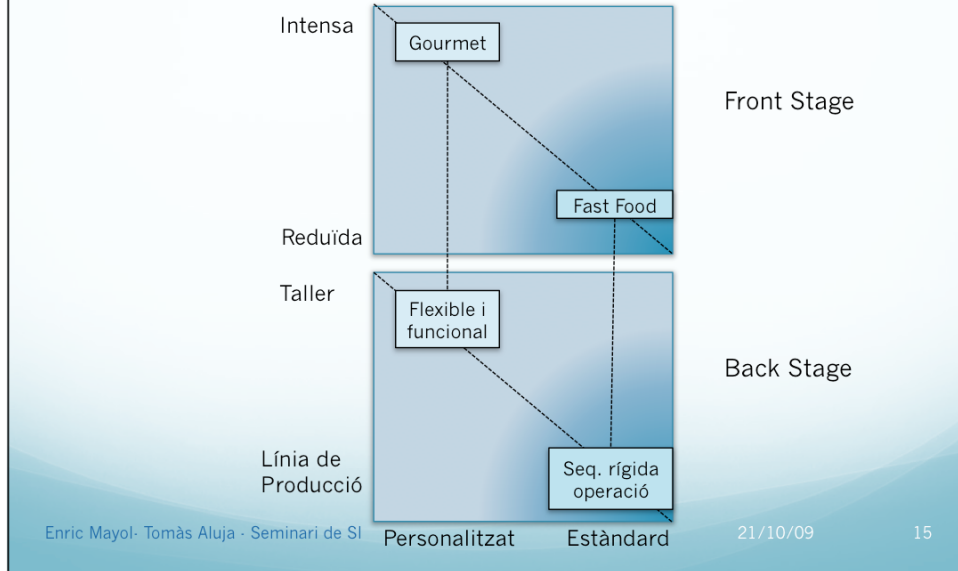 Intensa
Gourmet
Front Stage
Fast Food
Reduïda
Taller
Flexible i
funcional
Back Stage
Línia de
Producció
Seq. rígida
operació
Enric Mayol- Tomàs Aluja - Seminari de SI
Personalitzat
Estàndard
21/10/09
15